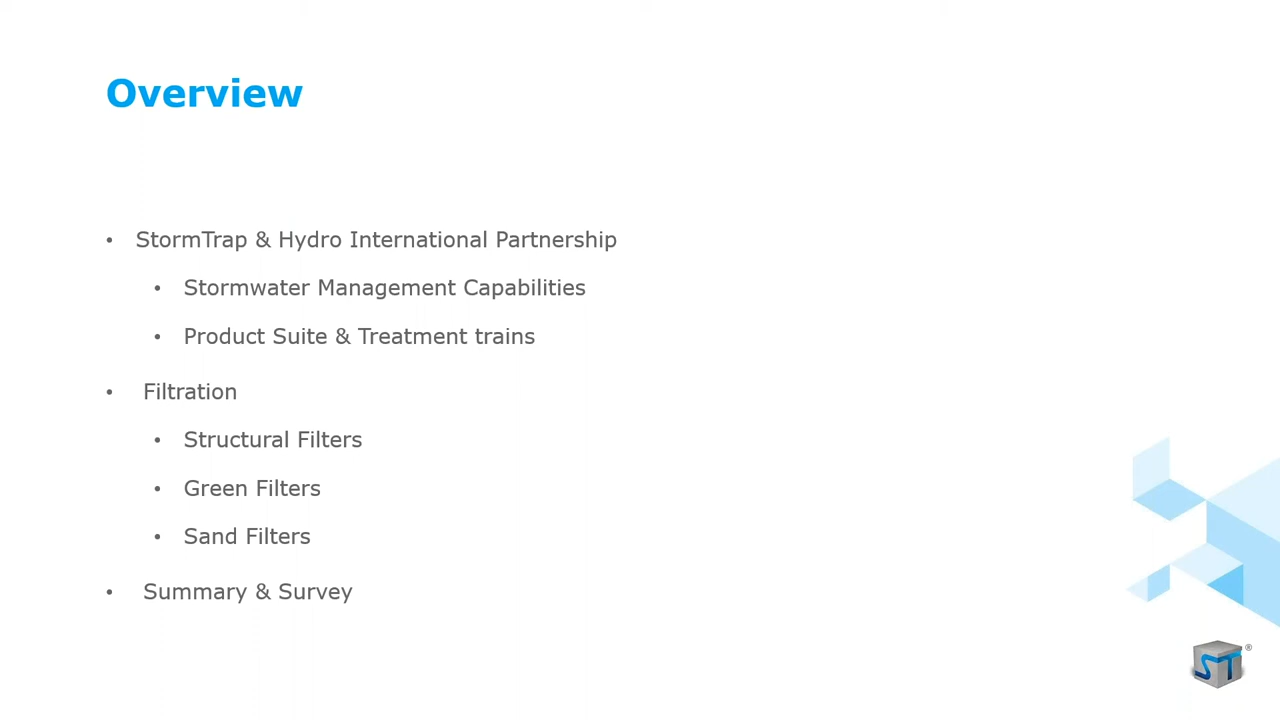 Overview
• StormTrap & Hydro International Partnership
• Stormwater Management Capabilities
• Product Suite & Treatment trains
• Filtration
• Structural Filters
• Green Filters
• Sand Filters
• Summary & Survey
ST®